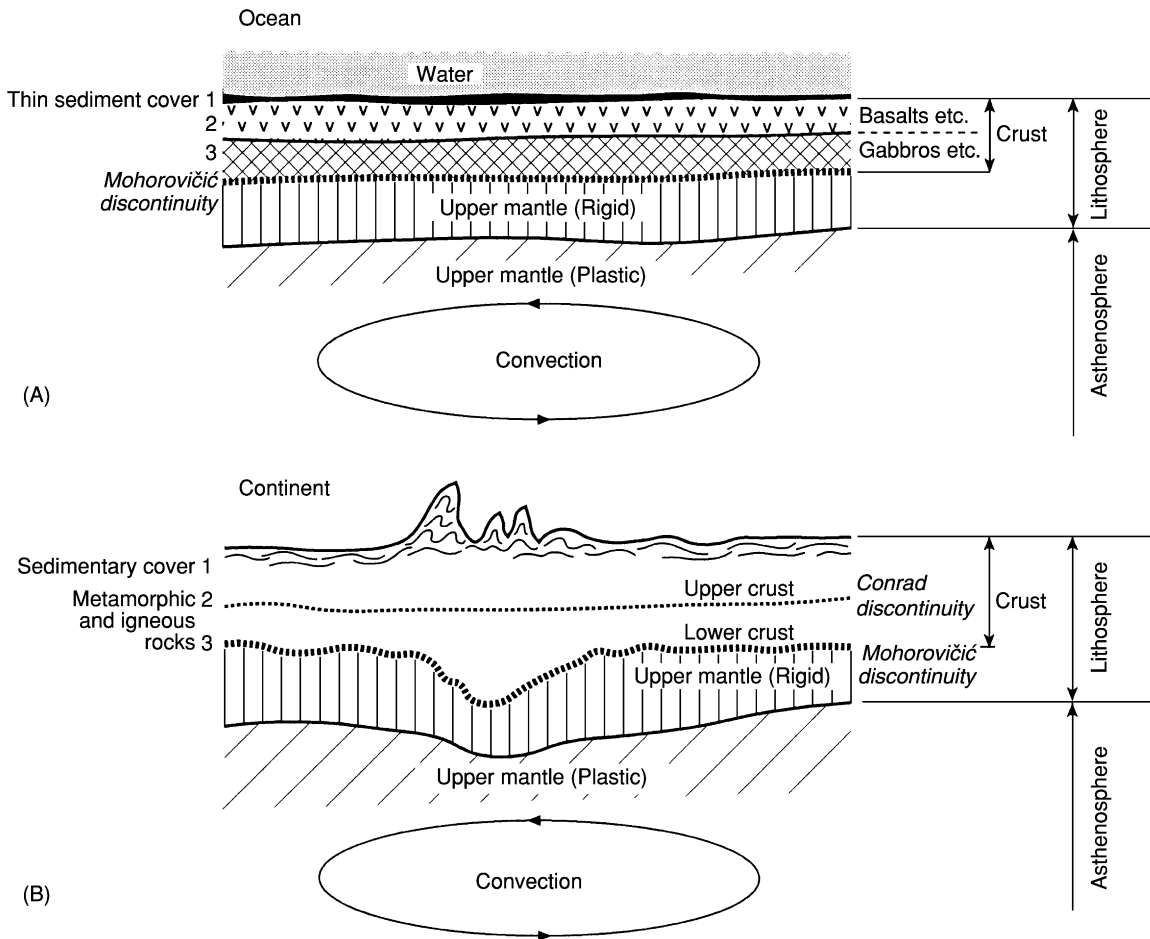 Ocean
Water
Thin sediment cover 1
2
3
Basalts etc.
Gabbros etc.
Crust
Lithosphere
Mohorovičić
discontinuity
Upper mantle (Rigid)
Upper mantle (Plastic)
Asthenosphere
Convection
(A)
Continent
Sedimentary cover 1
Upper crust
Conrad
discontinuity
Metamorphic 2
and igneous
rocks 3
Crust
Lithosphere
Lower crust
Mohorovičić
discontinuity
Upper mantle (Rigid)
Upper mantle (Plastic)
Asthenosphere
Convection
(B)